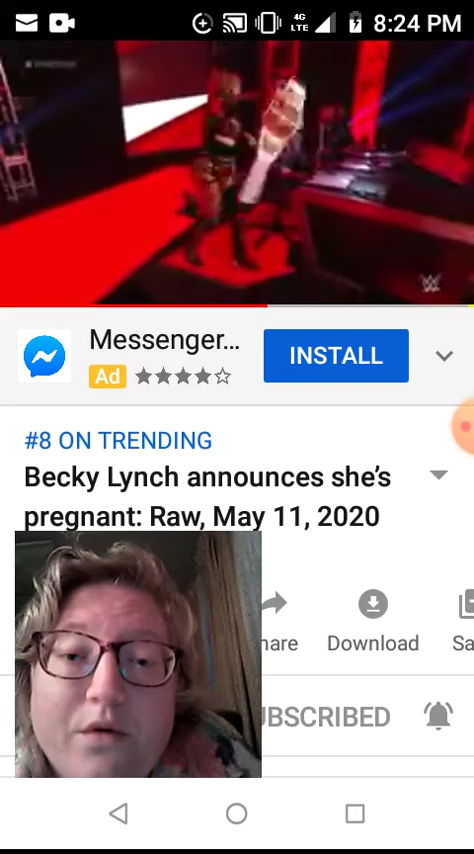 4G
LTE
8:24 PM
Messenger...
Ad
INSTALL
#8 ON TRENDING
Becky Lynch announces she's
pregnant: Raw, May 11, 2020
hare
Download
Sa
UBSCRIBED